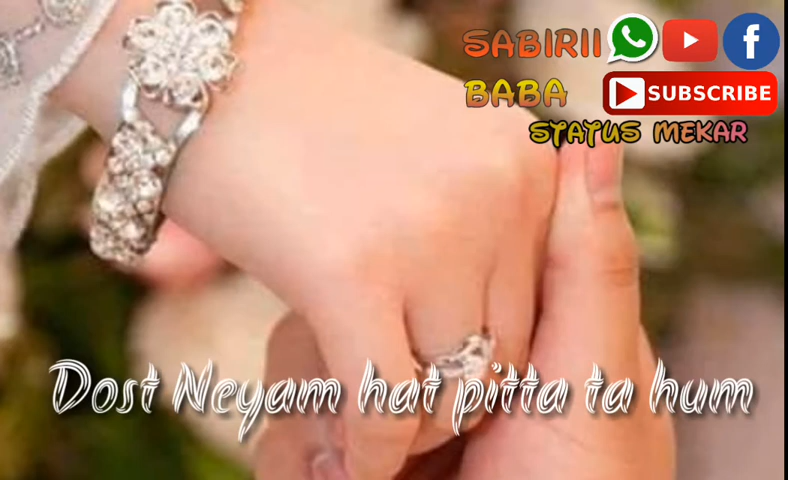 SABIRII
BABA
SUBSCRIBE
STATUS MEKAR
Dost Neyam hat pitta ta hum